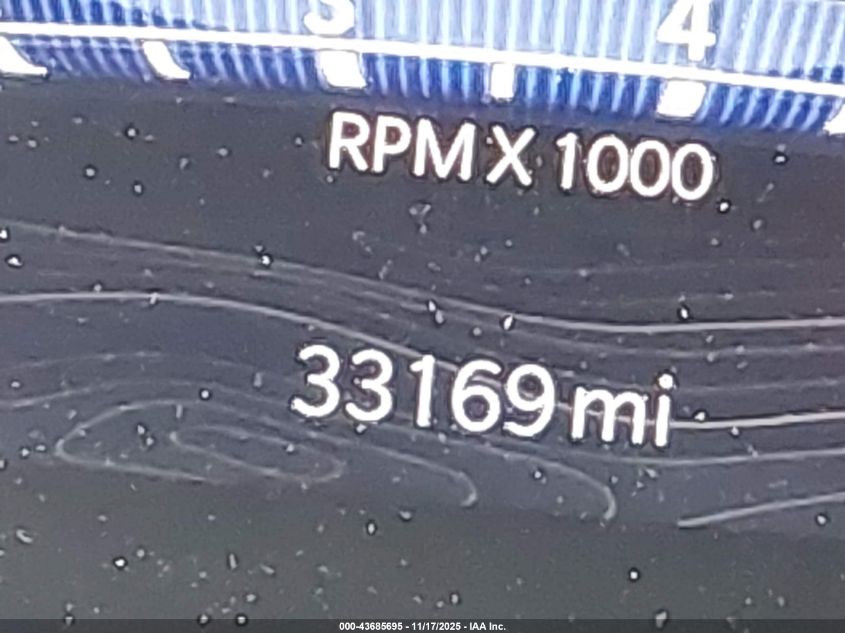 3 4
RPM X 1000
33169 mi
000-43685695 - 11/17/2025 - IAA Inc.